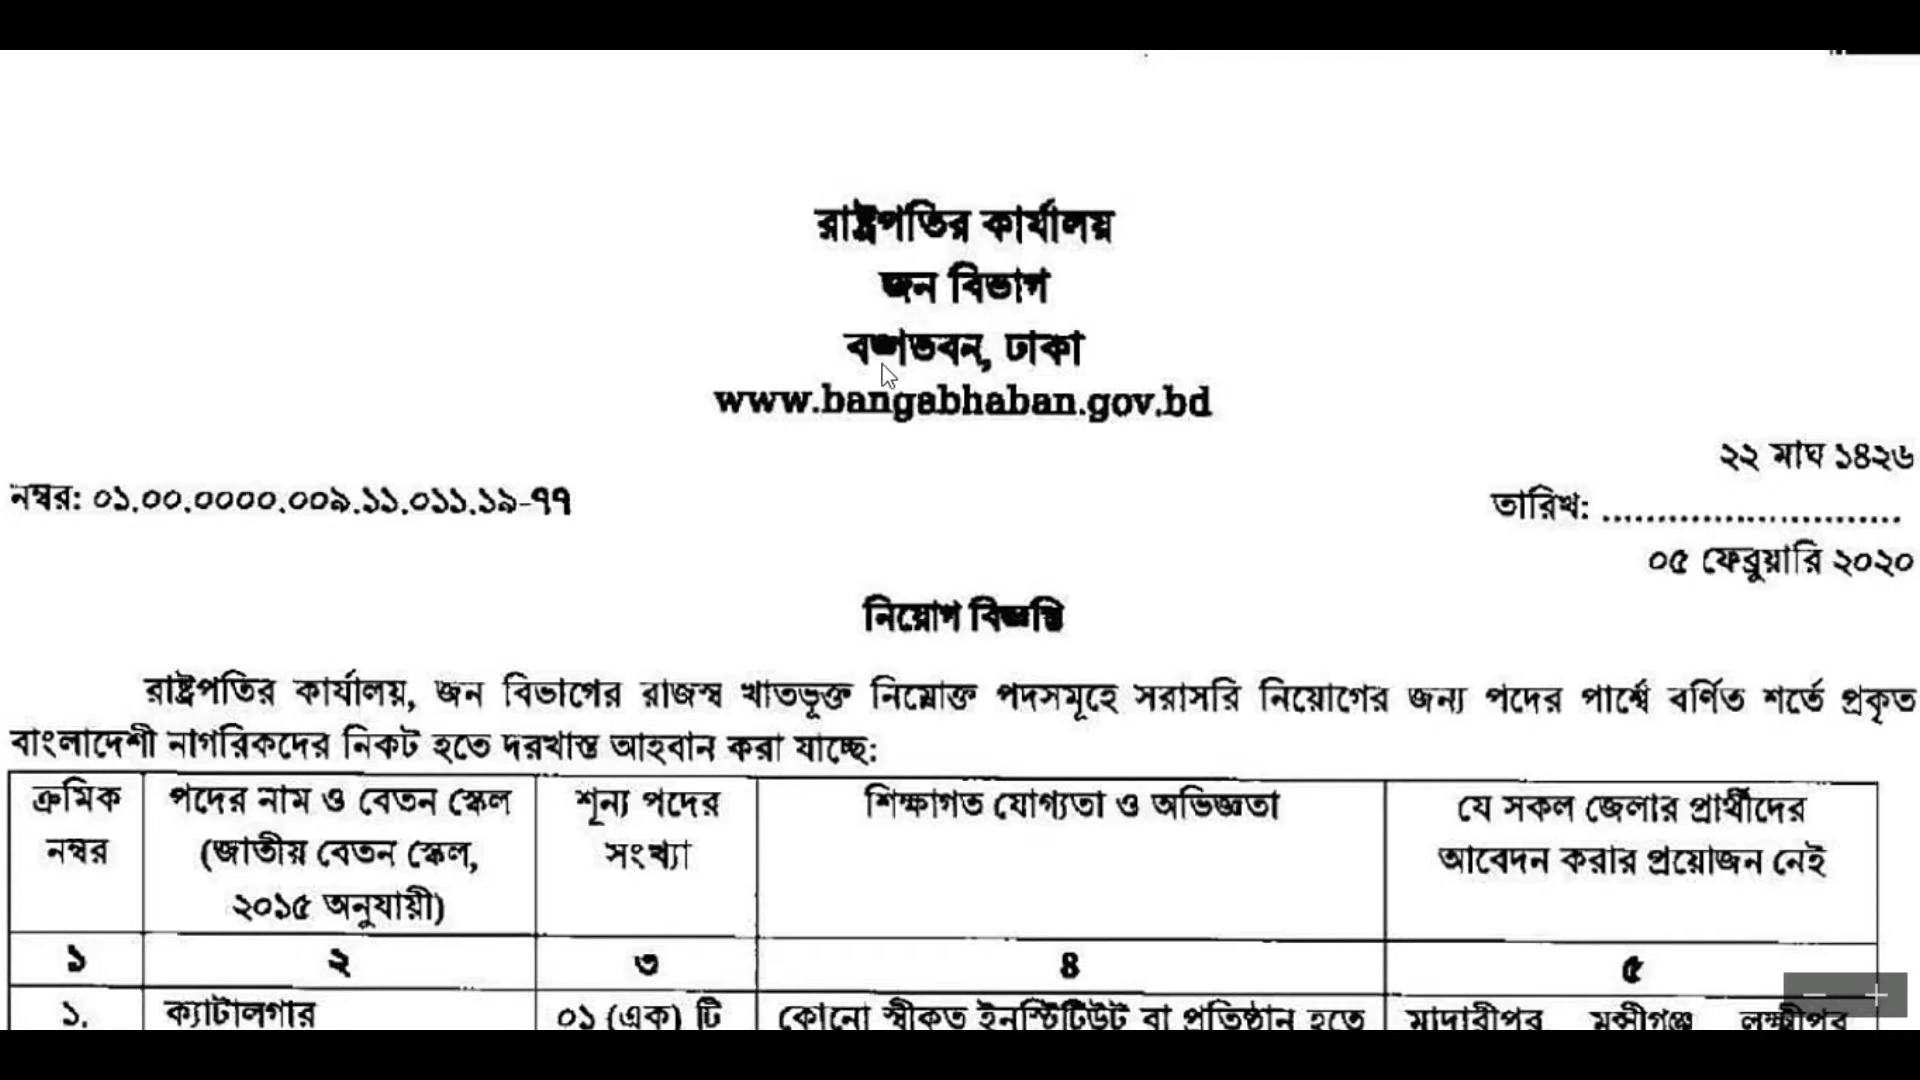 রাষ্ট্রপতির কার্যালয়
জন বিভাগ
বঙ্গভবন, ঢাকা
www.bangabhaban.gov.bd
২২ মাঘ ১৪২৬
নম্বর: ০১.০০.০০০০.০০৯.১১.০১১.১৯-৭৭
তারিখ: ............................
০৫ ফেব্রুয়ারি ২০২০
নিয়োগ বিজ্ঞপ্তি
রাষ্ট্রপতির কার্যালয়, জন বিভাগের রাজস্ব খাতভূক্ত নিম্নোক্ত পদসমূহে সরাসরি নিয়োগের জন্য পদের পার্শ্বে বর্ণিত শর্তে প্রকৃত
বাংলাদেশী নাগরিকদের নিকট হতে দরখাস্ত আহবান করা যাচ্ছে:
ক্রমিক নম্বর
পদের নাম ও বেতন স্কেল
(জাতীয় বেতন স্কেল,
২০১৫ অনুযায়ী)
শূন্য পদের
সংখ্যা
শিক্ষাগত যোগ্যতা ও অভিজ্ঞতা
যে সকল জেলার প্রার্থীদের
আবেদন করার প্রয়োজন নেই
১ ২ ৩ ৪ ৫
১. ক্যাটালগার ০১ (এক) টি কোনো স্বীকৃত ইনস্টিটিউট বা প্রতিষ্ঠান হতে মাদারীপুর মুন্সীগঞ্জ লক্ষ্মীপুর